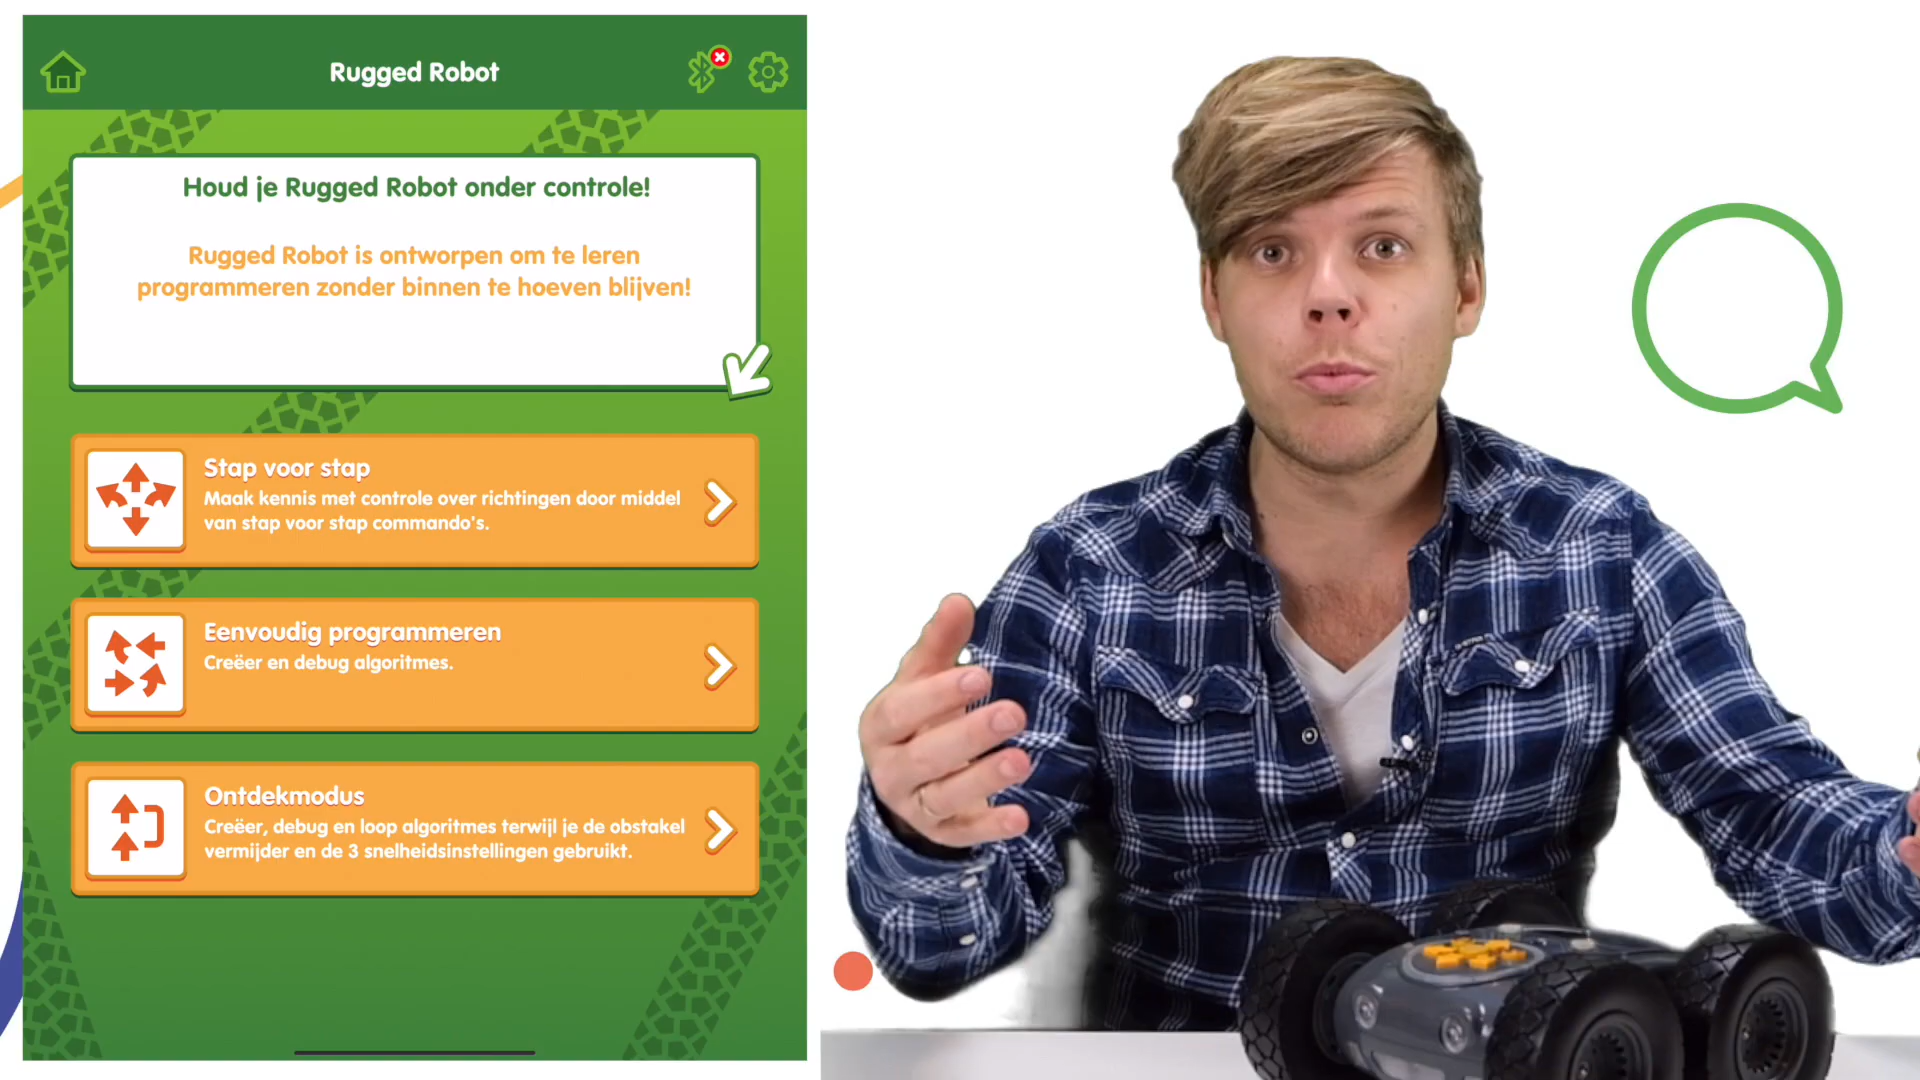 Rugged Robot
Houd je Rugged Robot onder controle!
Rugged Robot is ontworpen om te leren
programmeren zonder binnen te hoeven blijven!
Stap voor stap
Maak kennis met controle over richtingen door middel
van stap voor stap commando's.
Eenvoudig programmeren
Creëer en debug algoritmes.
Ontdekmodus
Creëer, debug en loop algoritmes terwijl je de obstakel
vermijder en de 3 snelheidsinstellingen gebruikt.